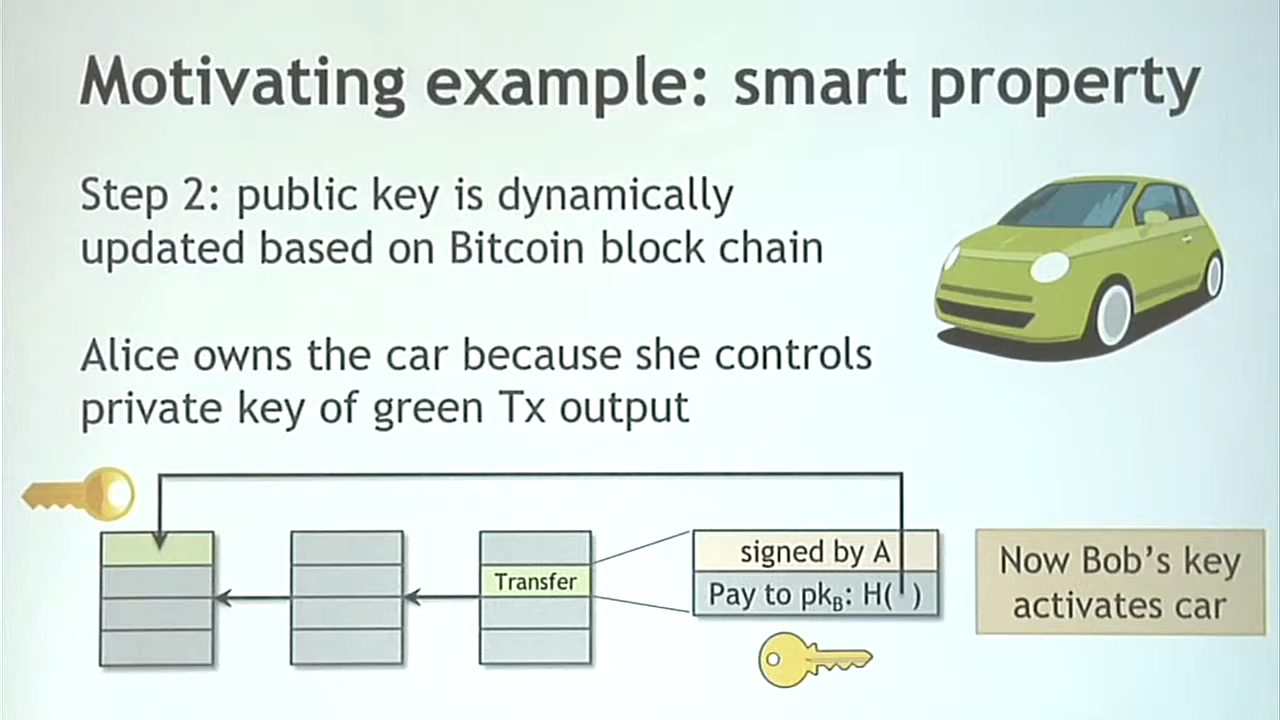 Motivating example: smart property
Step 2: public key is dynamically
updated based on Bitcoin block chain
Alice owns the car because she controls
private key of green Tx output
Transfer
signed by A
Pay to pkB: H( )
Now Bob's key
activates car